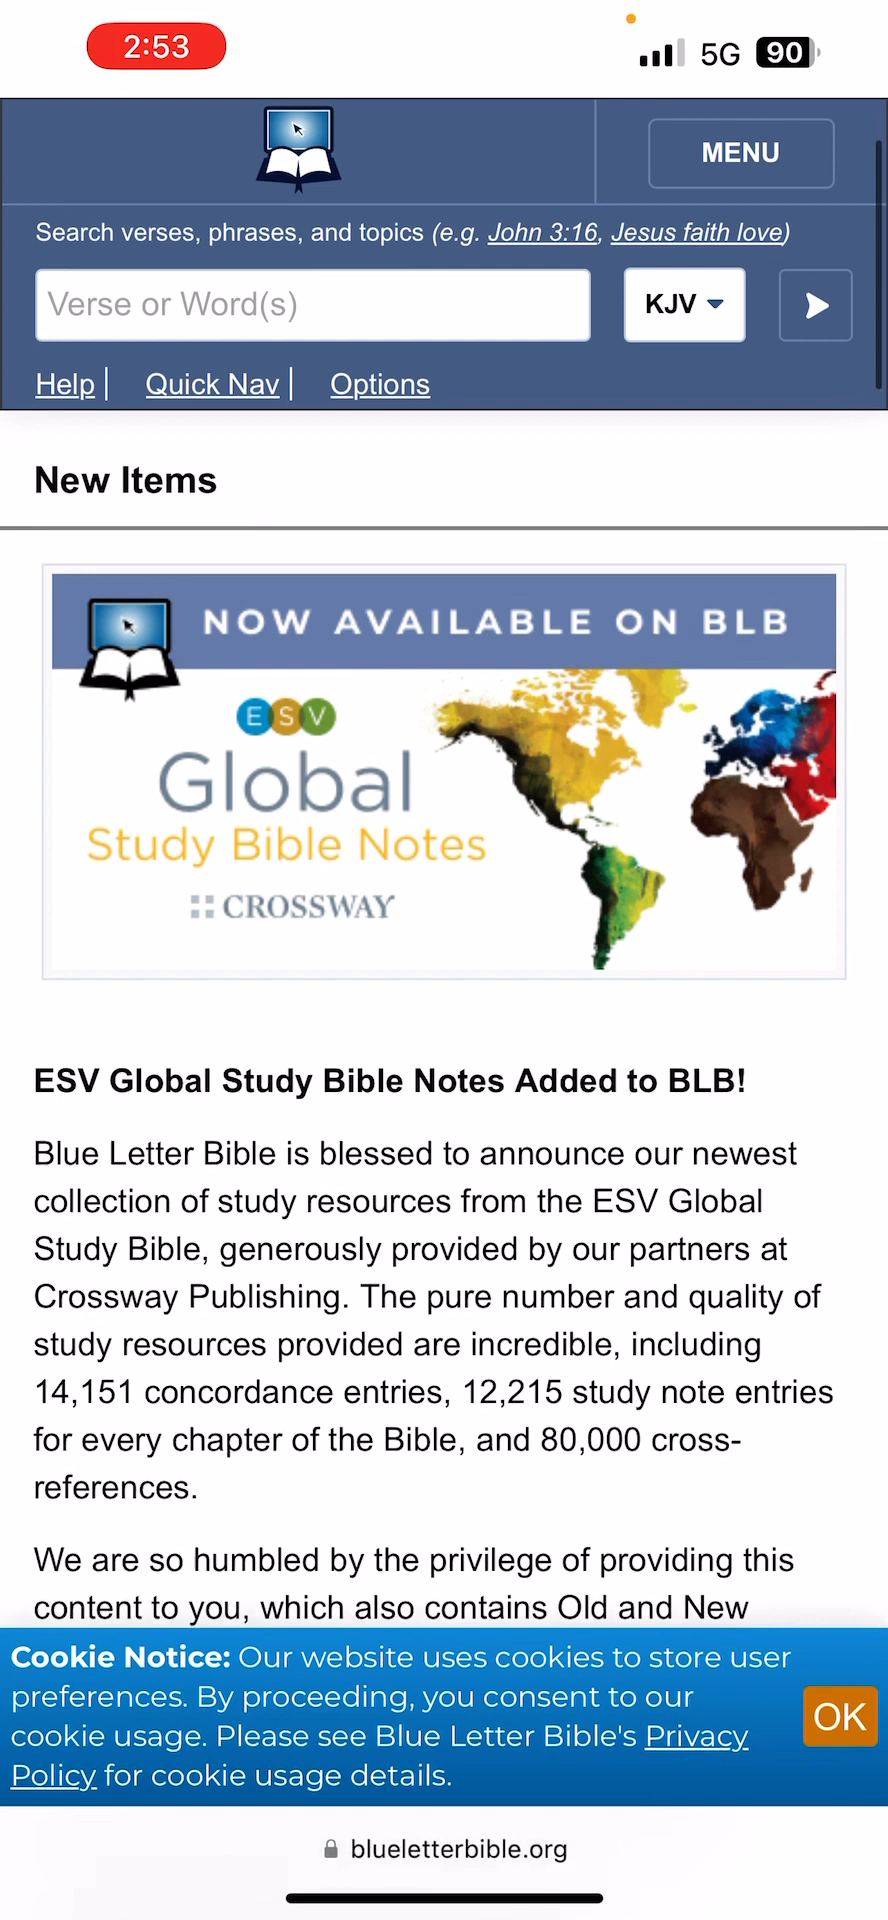 2:53
5G 90
MENU
Search verses, phrases, and topics (e.g. John 3:16, Jesus faith love)
Verse or Word(s)
KJV
Help | Quick Nav | Options
New Items
NOW AVAILABLE ON BLB
ESV
Global
Study Bible Notes
CROSSWAY
ESV Global Study Bible Notes Added to BLB!
Blue Letter Bible is blessed to announce our newest
collection of study resources from the ESV Global
Study Bible, generously provided by our partners at
Crossway Publishing. The pure number and quality of
study resources provided are incredible, including
14,151 concordance entries, 12,215 study note entries
for every chapter of the Bible, and 80,000 cross-
references.
We are so humbled by the privilege of providing this
content to you, which also contains Old and New
Cookie Notice: Our website uses cookies to store user
preferences. By proceeding, you consent to our
cookie usage. Please see Blue Letter Bible's Privacy
Policy for cookie usage details.
OK
blueletterbible.org